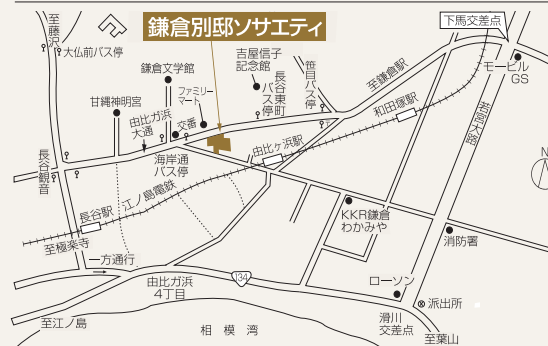 鎌倉別邸ソサエティ
下馬交差点
至藤沢
大仏前バス停
鎌倉文学館
吉屋信子
記念館
長谷東町
バス停
笹目バス停
至鎌倉駅
モービル
GS
ファミリー
マート
甘縄神明宮
由比ガ浜
大通
交番
和田塚駅
若宮大路
N
長谷観音
海岸通
バス停
由比ヶ浜駅
江ノ島電鉄
長谷駅
至極楽寺
KKR鎌倉
わかみや
消防署
一方通行
134
由比ガ浜
4丁目
ローソン
派出所
滑川
交差点
至江ノ島
相模湾
至葉山